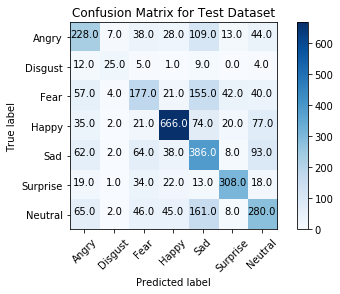 Confusion Matrix for Test Dataset
Angry 228.0 7.0 38.0 28.0 109.0 13.0 44.0
Disgust 12.0 25.0 5.0 1.0 9.0 0.0 4.0
Fear 57.0 4.0 177.0 21.0 155.0 42.0 40.0
Happy 35.0 2.0 21.0 666.0 74.0 20.0 77.0
Sad 62.0 2.0 64.0 38.0 386.0 8.0 93.0
Surprise 19.0 1.0 34.0 22.0 13.0 308.0 18.0
Neutral 65.0 2.0 46.0 45.0 161.0 8.0 280.0
Angry Disgust Fear Happy Sad Surprise Neutral
Predicted label
True label
600
500
400
300
200
100
0